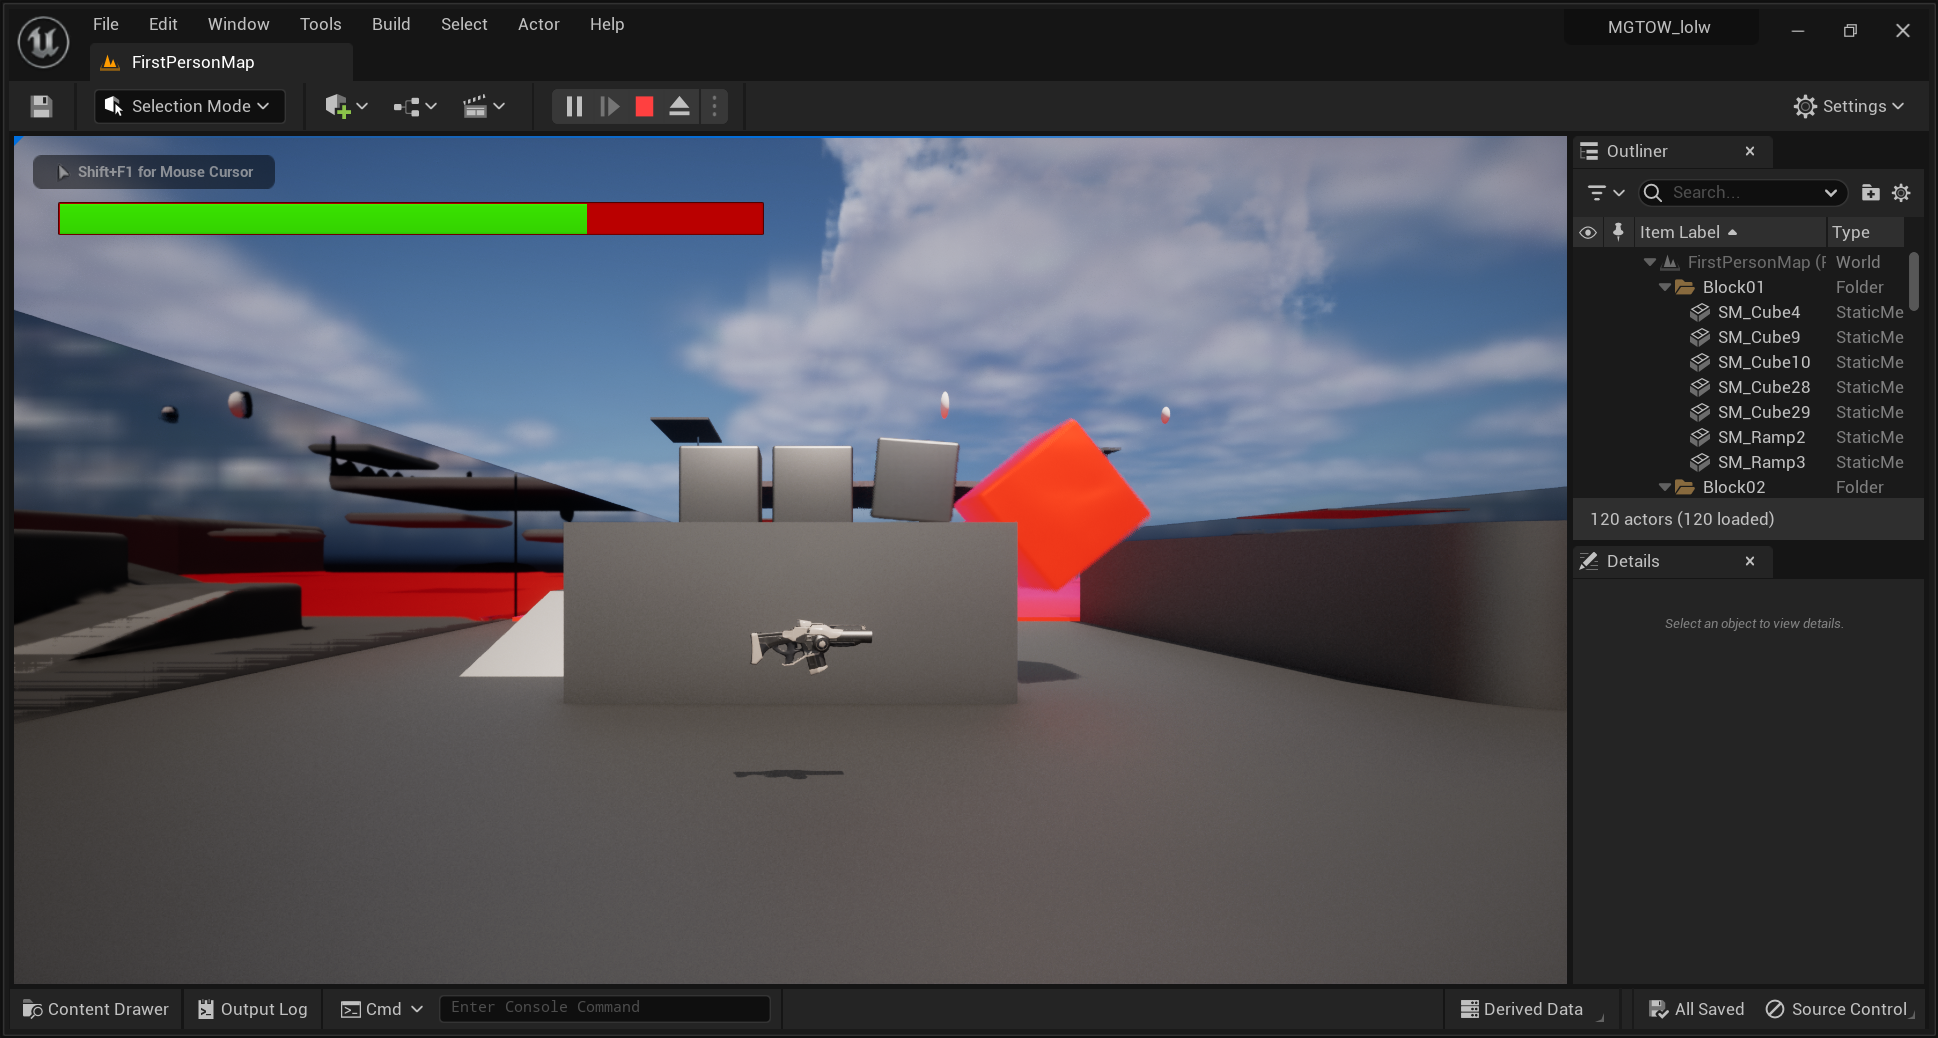 File Edit Window Tools Build Select Actor Help
MGTOW_lolw
FirstPersonMap
Selection Mode
Settings
Shift+F1 for Mouse Cursor
Outliner
Search...
Item Label Type
FirstPersonMap (F World
Block01 Folder
SM_Cube4 StaticMe
SM_Cube9 StaticMe
SM_Cube10 StaticMe
SM_Cube28 StaticMe
SM_Cube29 StaticMe
SM_Ramp2 StaticMe
SM_Ramp3 StaticMe
Block02 Folder
120 actors (120 loaded)
Details
Select an object to view details.
Content Drawer Output Log Cmd Enter Console Command Derived Data All Saved Source Control